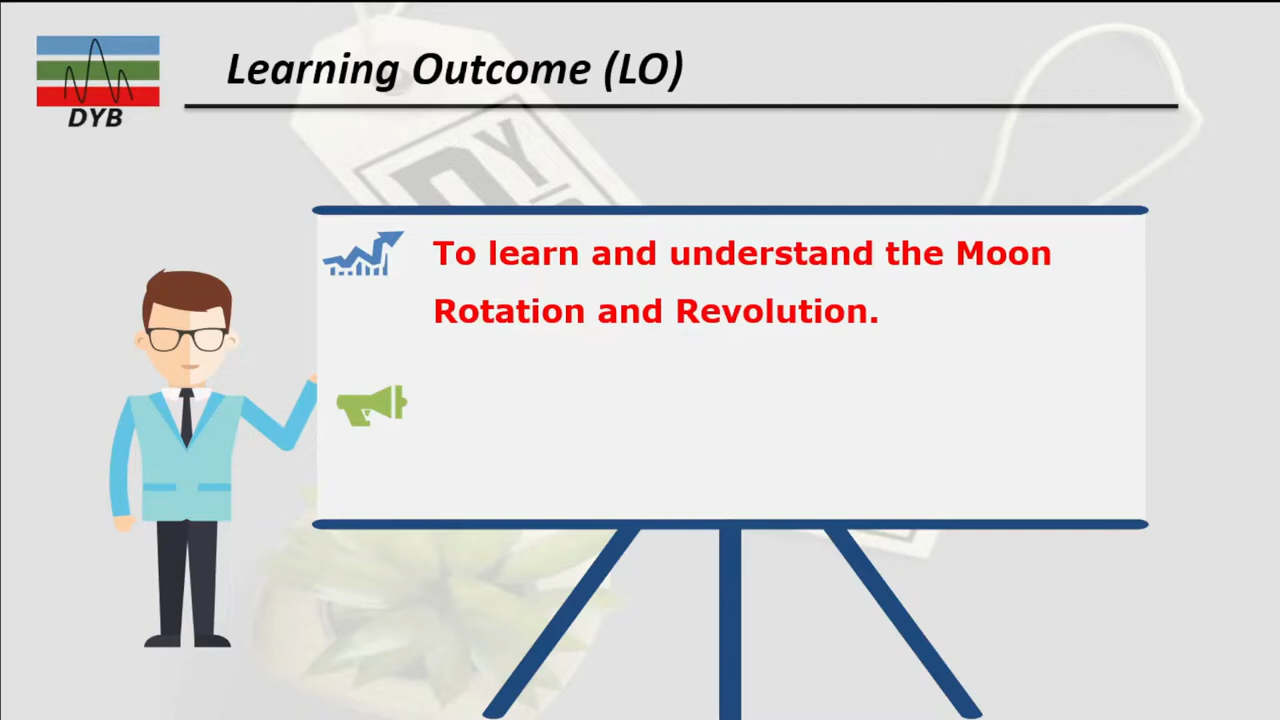 Learning Outcome (LO)
DYB
To learn and understand the Moon
Rotation and Revolution.